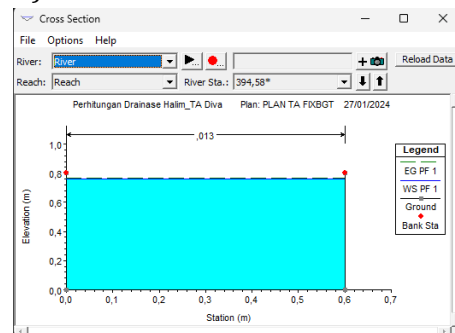 Cross Section
File Options Help
River: River Reload Data
Reach: Reach River Sta.: 394,58*
Perhitungan Drainase Halim_TA Diva Plan: PLAN TA FIXBGT 27/01/2024
,013
Legend
EG PF 1
WS PF 1
Ground
Bank Sta
1,0
0,8
0,6
0,4
0,2
0,0
Elevation (m)
0,0 0,1 0,2 0,3 0,4 0,5 0,6 0,7
Station (m)